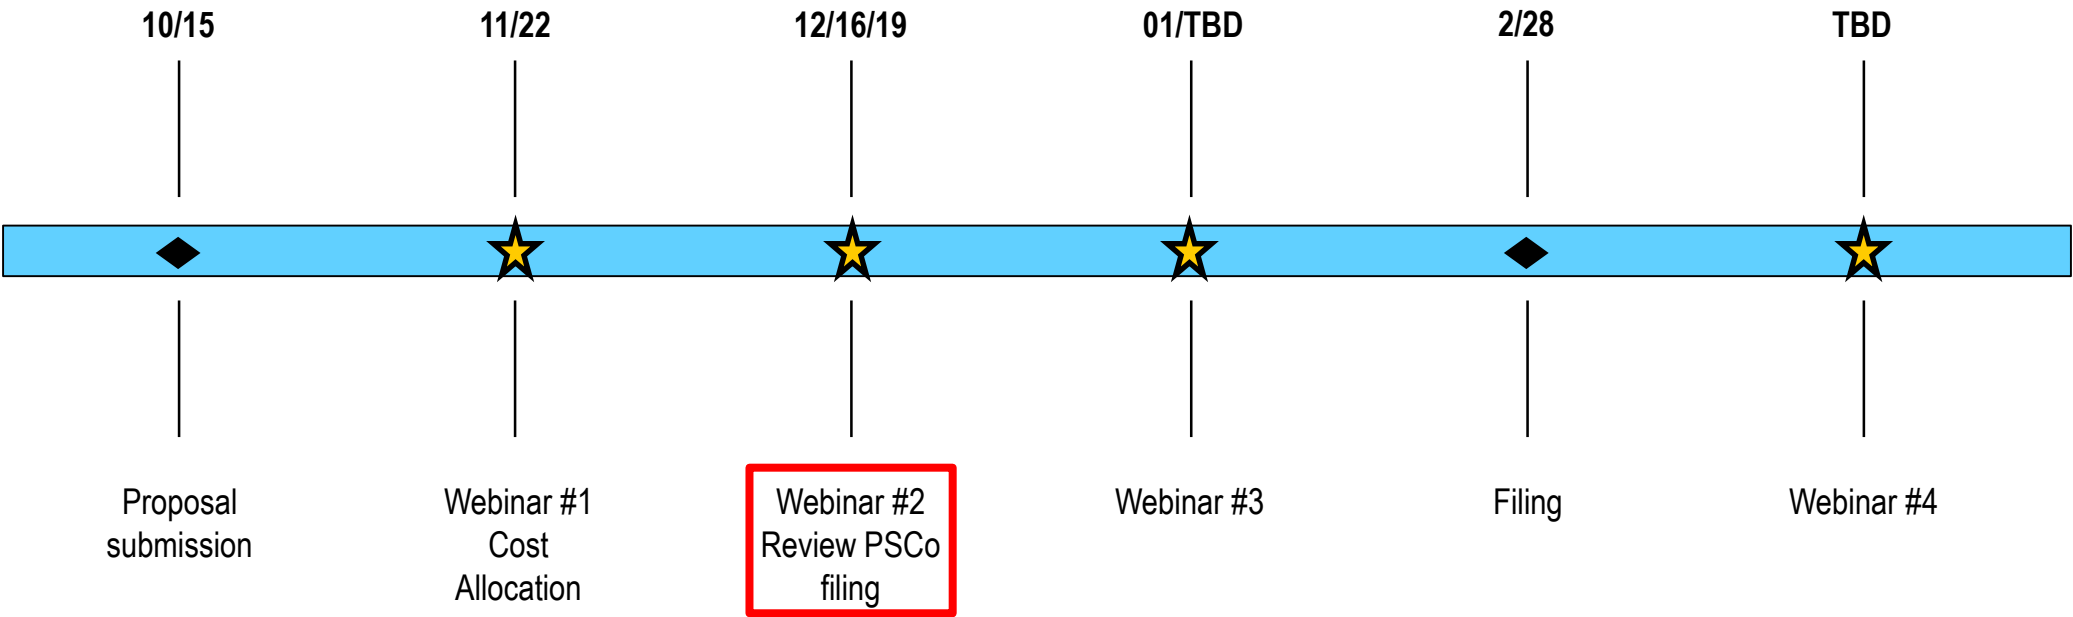 10/15
11/22
12/16/19
01/TBD
2/28
TBD
Proposal
submission
Webinar #1
Cost
Allocation
Webinar #2
Review PSCo
filing
Webinar #3
Filing
Webinar #4